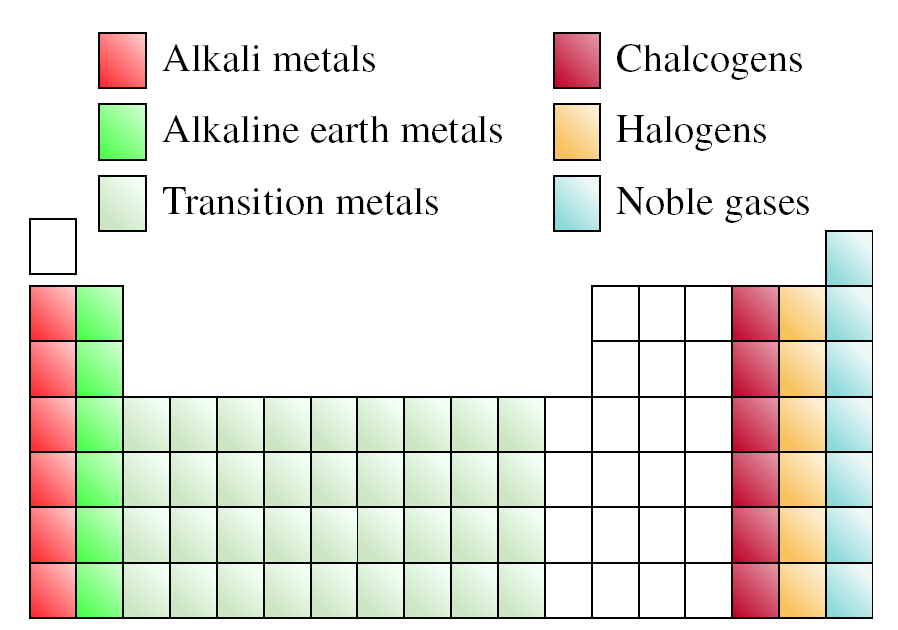 Alkali metals
Alkaline earth metals
Transition metals
Chalcogens
Halogens
Noble gases